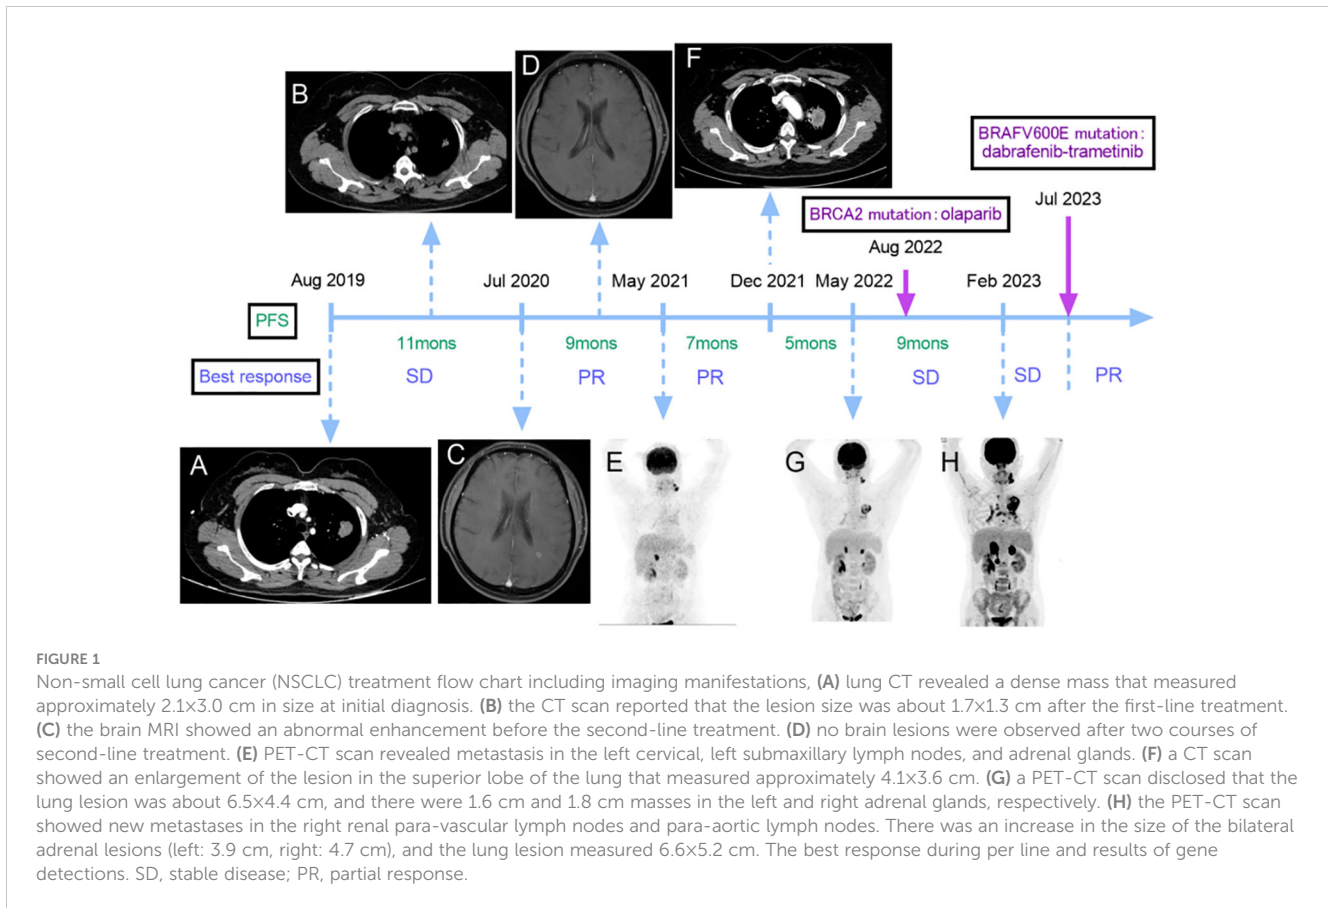 B
D
F
BRAFV600E mutation:
dabrafenib-trametinib
BRCA2 mutation: olaparib
Jul 2023
Aug 2022
Aug 2019
Jul 2020
May 2021
Dec 2021
May 2022
Feb 2023
PFS
11mons
9mons
7mons
5mons
9mons
Best response
SD
PR
PR
SD
SD
PR
A
C
E
G
H
FIGURE 1
Non-small cell lung cancer (NSCLC) treatment flow chart including imaging manifestations, (A) lung CT revealed a dense mass that measured
approximately 2.1×3.0 cm in size at initial diagnosis. (B) the CT scan reported that the lesion size was about 1.7×1.3 cm after the first-line treatment.
(C) the brain MRI showed an abnormal enhancement before the second-line treatment. (D) no brain lesions were observed after two courses of
second-line treatment. (E) PET-CT scan revealed metastasis in the left cervical, left submaxillary lymph nodes, and adrenal glands. (F) a CT scan
showed an enlargement of the lesion in the superior lobe of the lung that measured approximately 4.1×3.6 cm. (G) a PET-CT scan disclosed that the
lung lesion was about 6.5×4.4 cm, and there were 1.6 cm and 1.8 cm masses in the left and right adrenal glands, respectively. (H) the PET-CT scan
showed new metastases in the right renal para-vascular lymph nodes and para-aortic lymph nodes. There was an increase in the size of the bilateral
adrenal lesions (left: 3.9 cm, right: 4.7 cm), and the lung lesion measured 6.6×5.2 cm. The best response during per line and results of gene
detections. SD, stable disease; PR, partial response.